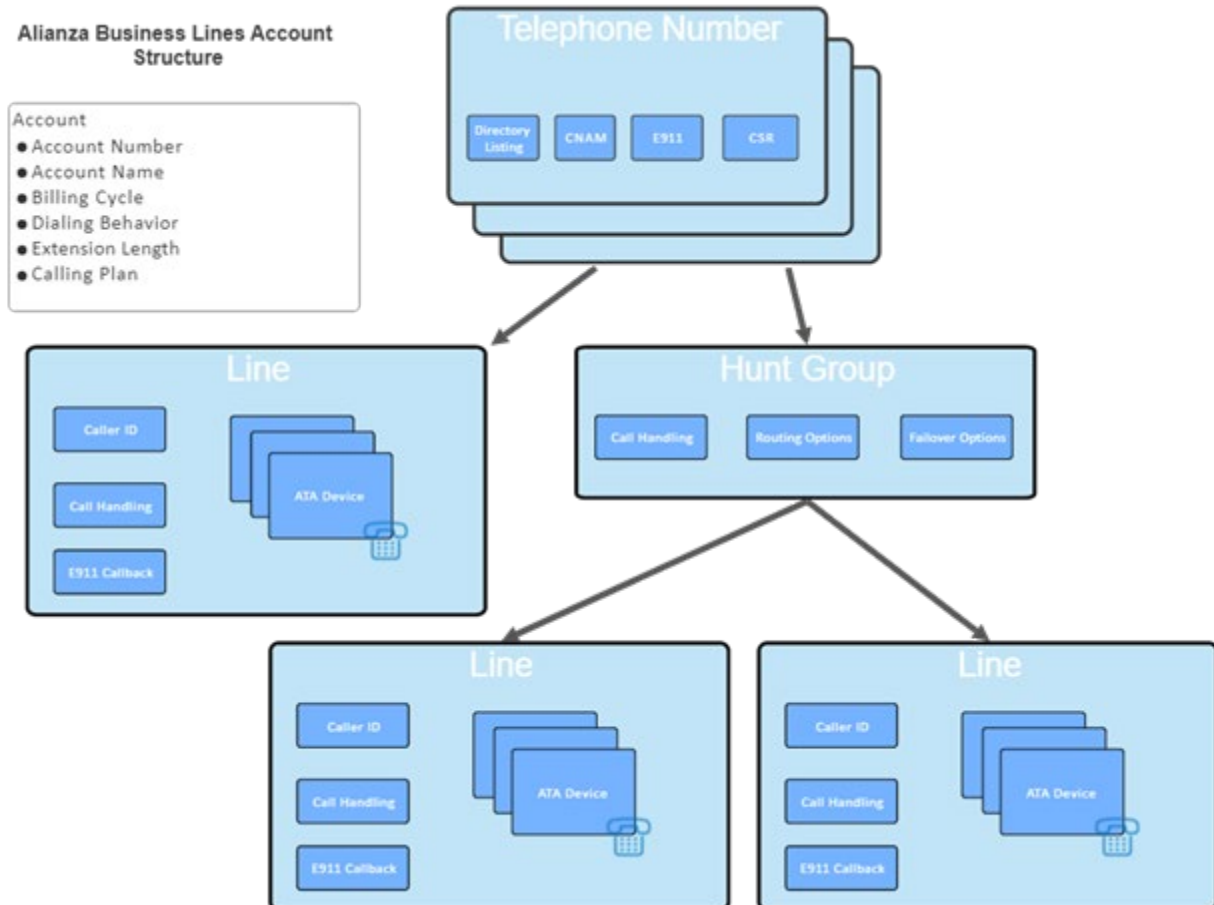 Alianza Business Lines Account
Structure
Account
● Account Number
● Account Name
● Billing Cycle
● Dialing Behavior
● Extension Length
● Calling Plan
Telephone Number
Directory
Listing
CNAM
E911
CSR
Line
Caller ID
Call Handling
E911 Callback
ATA Device
Hunt Group
Call Handling
Routing Options
Failover Options
Line
Caller ID
Call Handling
E911 Callback
ATA Device
Line
Caller ID
Call Handling
E911 Callback
ATA Device